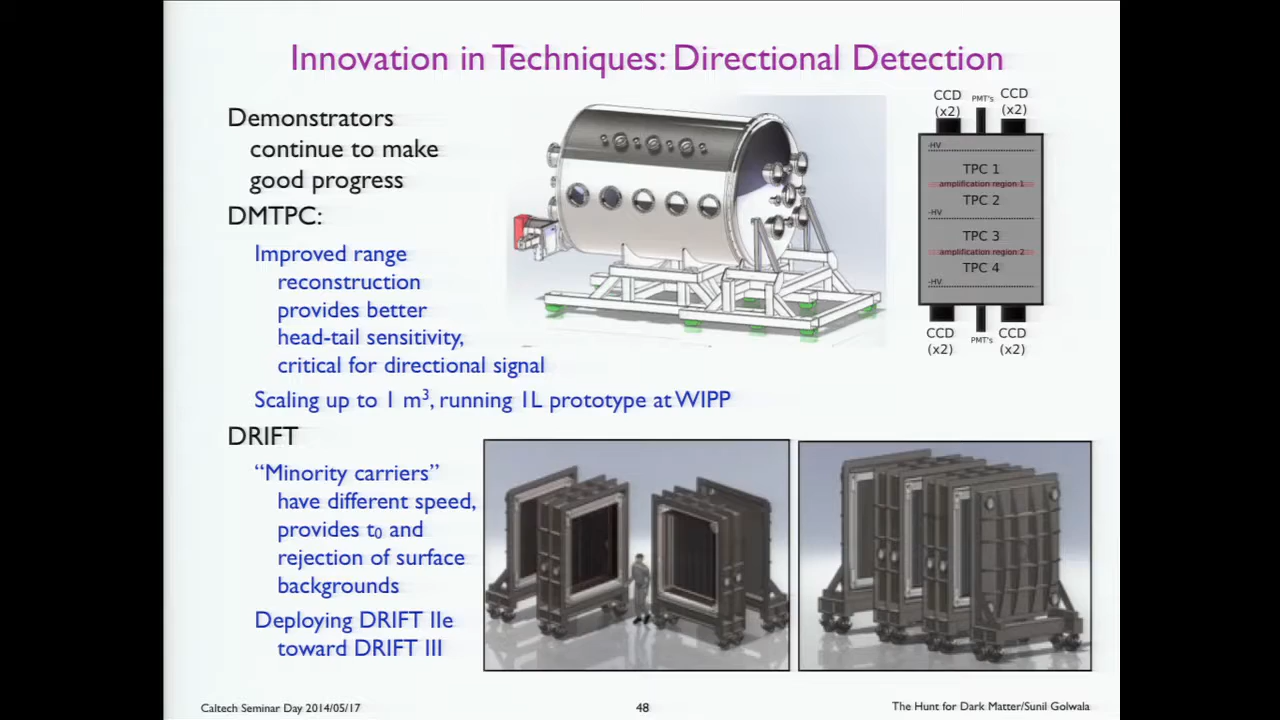 Innovation in Techniques: Directional Detection
Demonstrators
continue to make
good progress
DMTPC:
Improved range
reconstruction
provides better
head-tail sensitivity,
critical for directional signal
Scaling up to 1 m³, running 1L prototype at WIPP
DRIFT
“Minority carriers”
have different speed,
provides t₀ and
rejection of surface
backgrounds
Deploying DRIFT IIe
toward DRIFT III
CCD
(x2)
PMT's
CCD
(x2)
-HV
TPC 1
amplification region 1
TPC 2
-HV
TPC 3
amplification region 2
TPC 4
-HV
CCD
(x2)
PMT's
CCD
(x2)
Caltech Seminar Day 2014/05/17
48
The Hunt for Dark Matter/Sunil Golwala